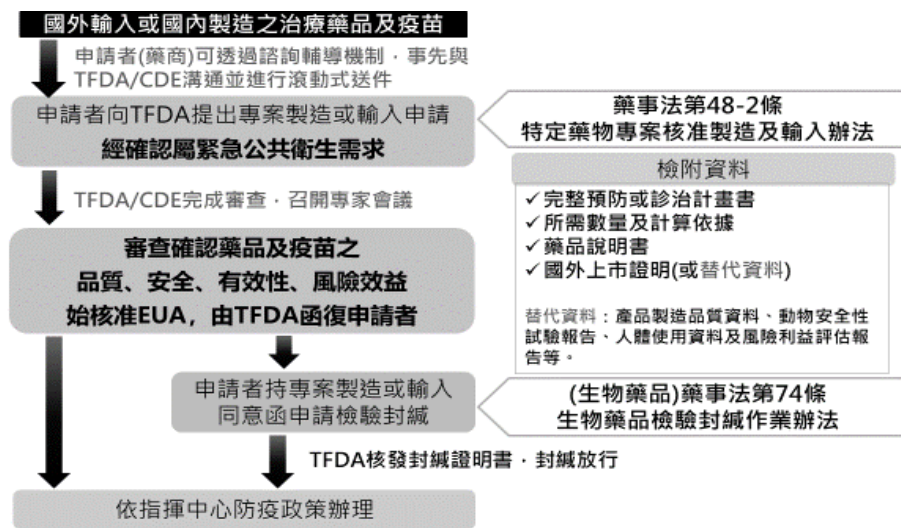 國外輸入或國內製造之治療藥品及疫苗
申請者(藥商)可透過諮詢輔導機制，事先與
TFDA/CDE溝通並進行滾動式送件
申請者向TFDA提出專案製造或輸入申請
經確認屬緊急公共衛生需求
藥事法第48-2條
特定藥物專案核准製造及輸入辦法
檢附資料
✓完整預防或診治計畫書
✓所需數量及計算依據
✓藥品說明書
✓國外上市證明(或替代資料)
替代資料：產品製造品質資料、動物安全性
試驗報告、人體使用資料及風險利益評估報
告等。
TFDA/CDE完成審查，召開專家會議
審查確認藥品及疫苗之
品質、安全、有效性、風險效益
始核准EUA，由TFDA函復申請者
申請者持專案製造或輸入
同意函申請檢驗封緘
(生物藥品)藥事法第74條
生物藥品檢驗封緘作業辦法
TFDA核發封緘證明書，封緘放行
依指揮中心防疫政策辦理